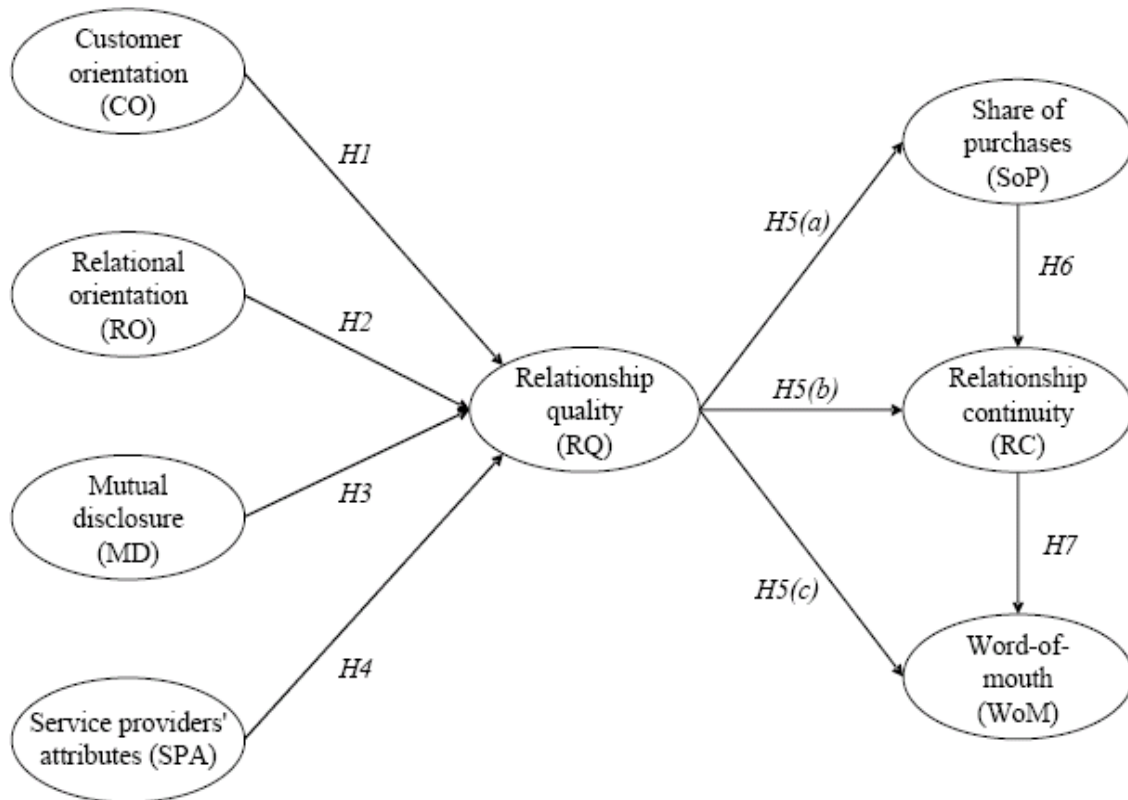 Customer
orientation
(CO)
H1
Relational
orientation
(RO)
H2
Mutual
disclosure
(MD)
H3
Service providers'
attributes (SPA)
H4
Relationship
quality
(RQ)
H5(a)
H5(b)
H5(c)
Share of
purchases
(SoP)
H6
Relationship
continuity
(RC)
H7
Word-of-
mouth
(WoM)